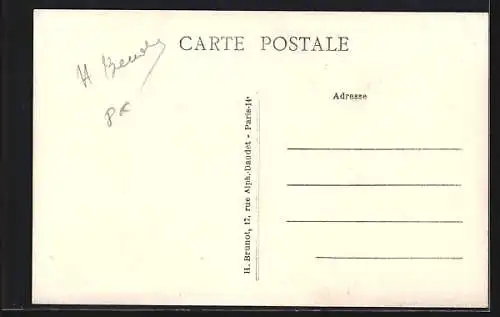 CARTE POSTALE
H
Adresse
H. Brunot, 17, rue Alph.-Daudet - Paris-14ᵉ